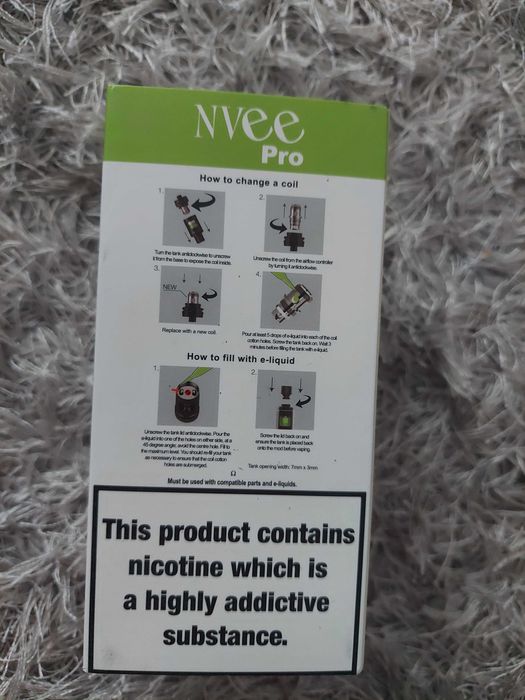 NVee
Pro
How to change a coil
1.
2.
Turn the tank anticlockwise to unscrew
it from the base to expose the coil inside.
Unscrew the coil from the airflow controller
by turning it anticlockwise.
3.
4.
NEW
Replace with a new coil.
Pour at least 5 drops of e-liquid into each of the coil
cotton holes. Screw the tank back on. Wait 3
minutes before filling the tank with e-liquid.
How to fill with e-liquid
1.
2.
Unscrew the tank lid anticlockwise. Pour the
e-liquid into one of the holes on either side, at a
45 degree angle; avoid the centre hole. Fill to
the maximum level. You should re-fill your tank
as necessary to ensure that the coil cotton
holes are submerged.
Screw the lid back on and
ensure the tank is placed back
onto the mod before vaping.
Tank opening width: 7mm x 3mm
Ω
Must be used with compatible parts and e-liquids.
This product contains
nicotine which is
a highly addictive
substance.